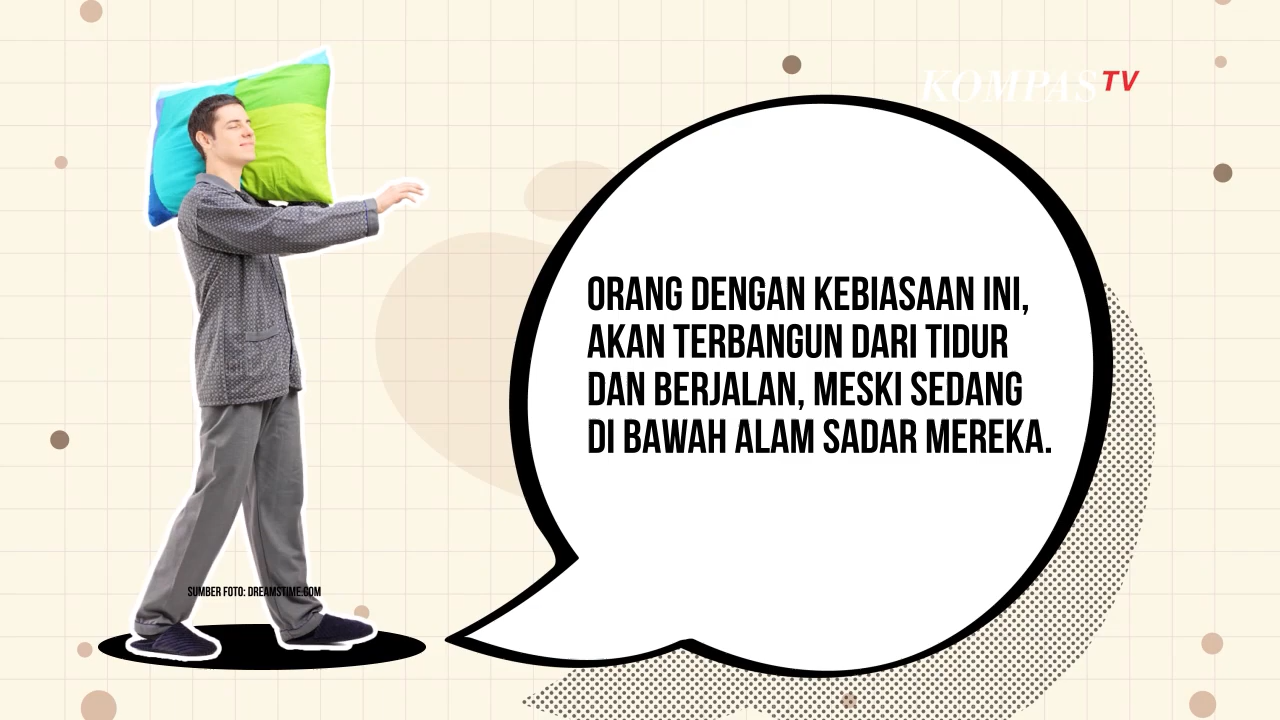 KOMPAS TV
ORANG DENGAN KEBIASAAN INI,
AKAN TERBANGUN DARI TIDUR
DAN BERJALAN, MESKI SEDANG
DI BAWAH ALAM SADAR MEREKA.
SUMBER FOTO: DREAMSTIME.COM